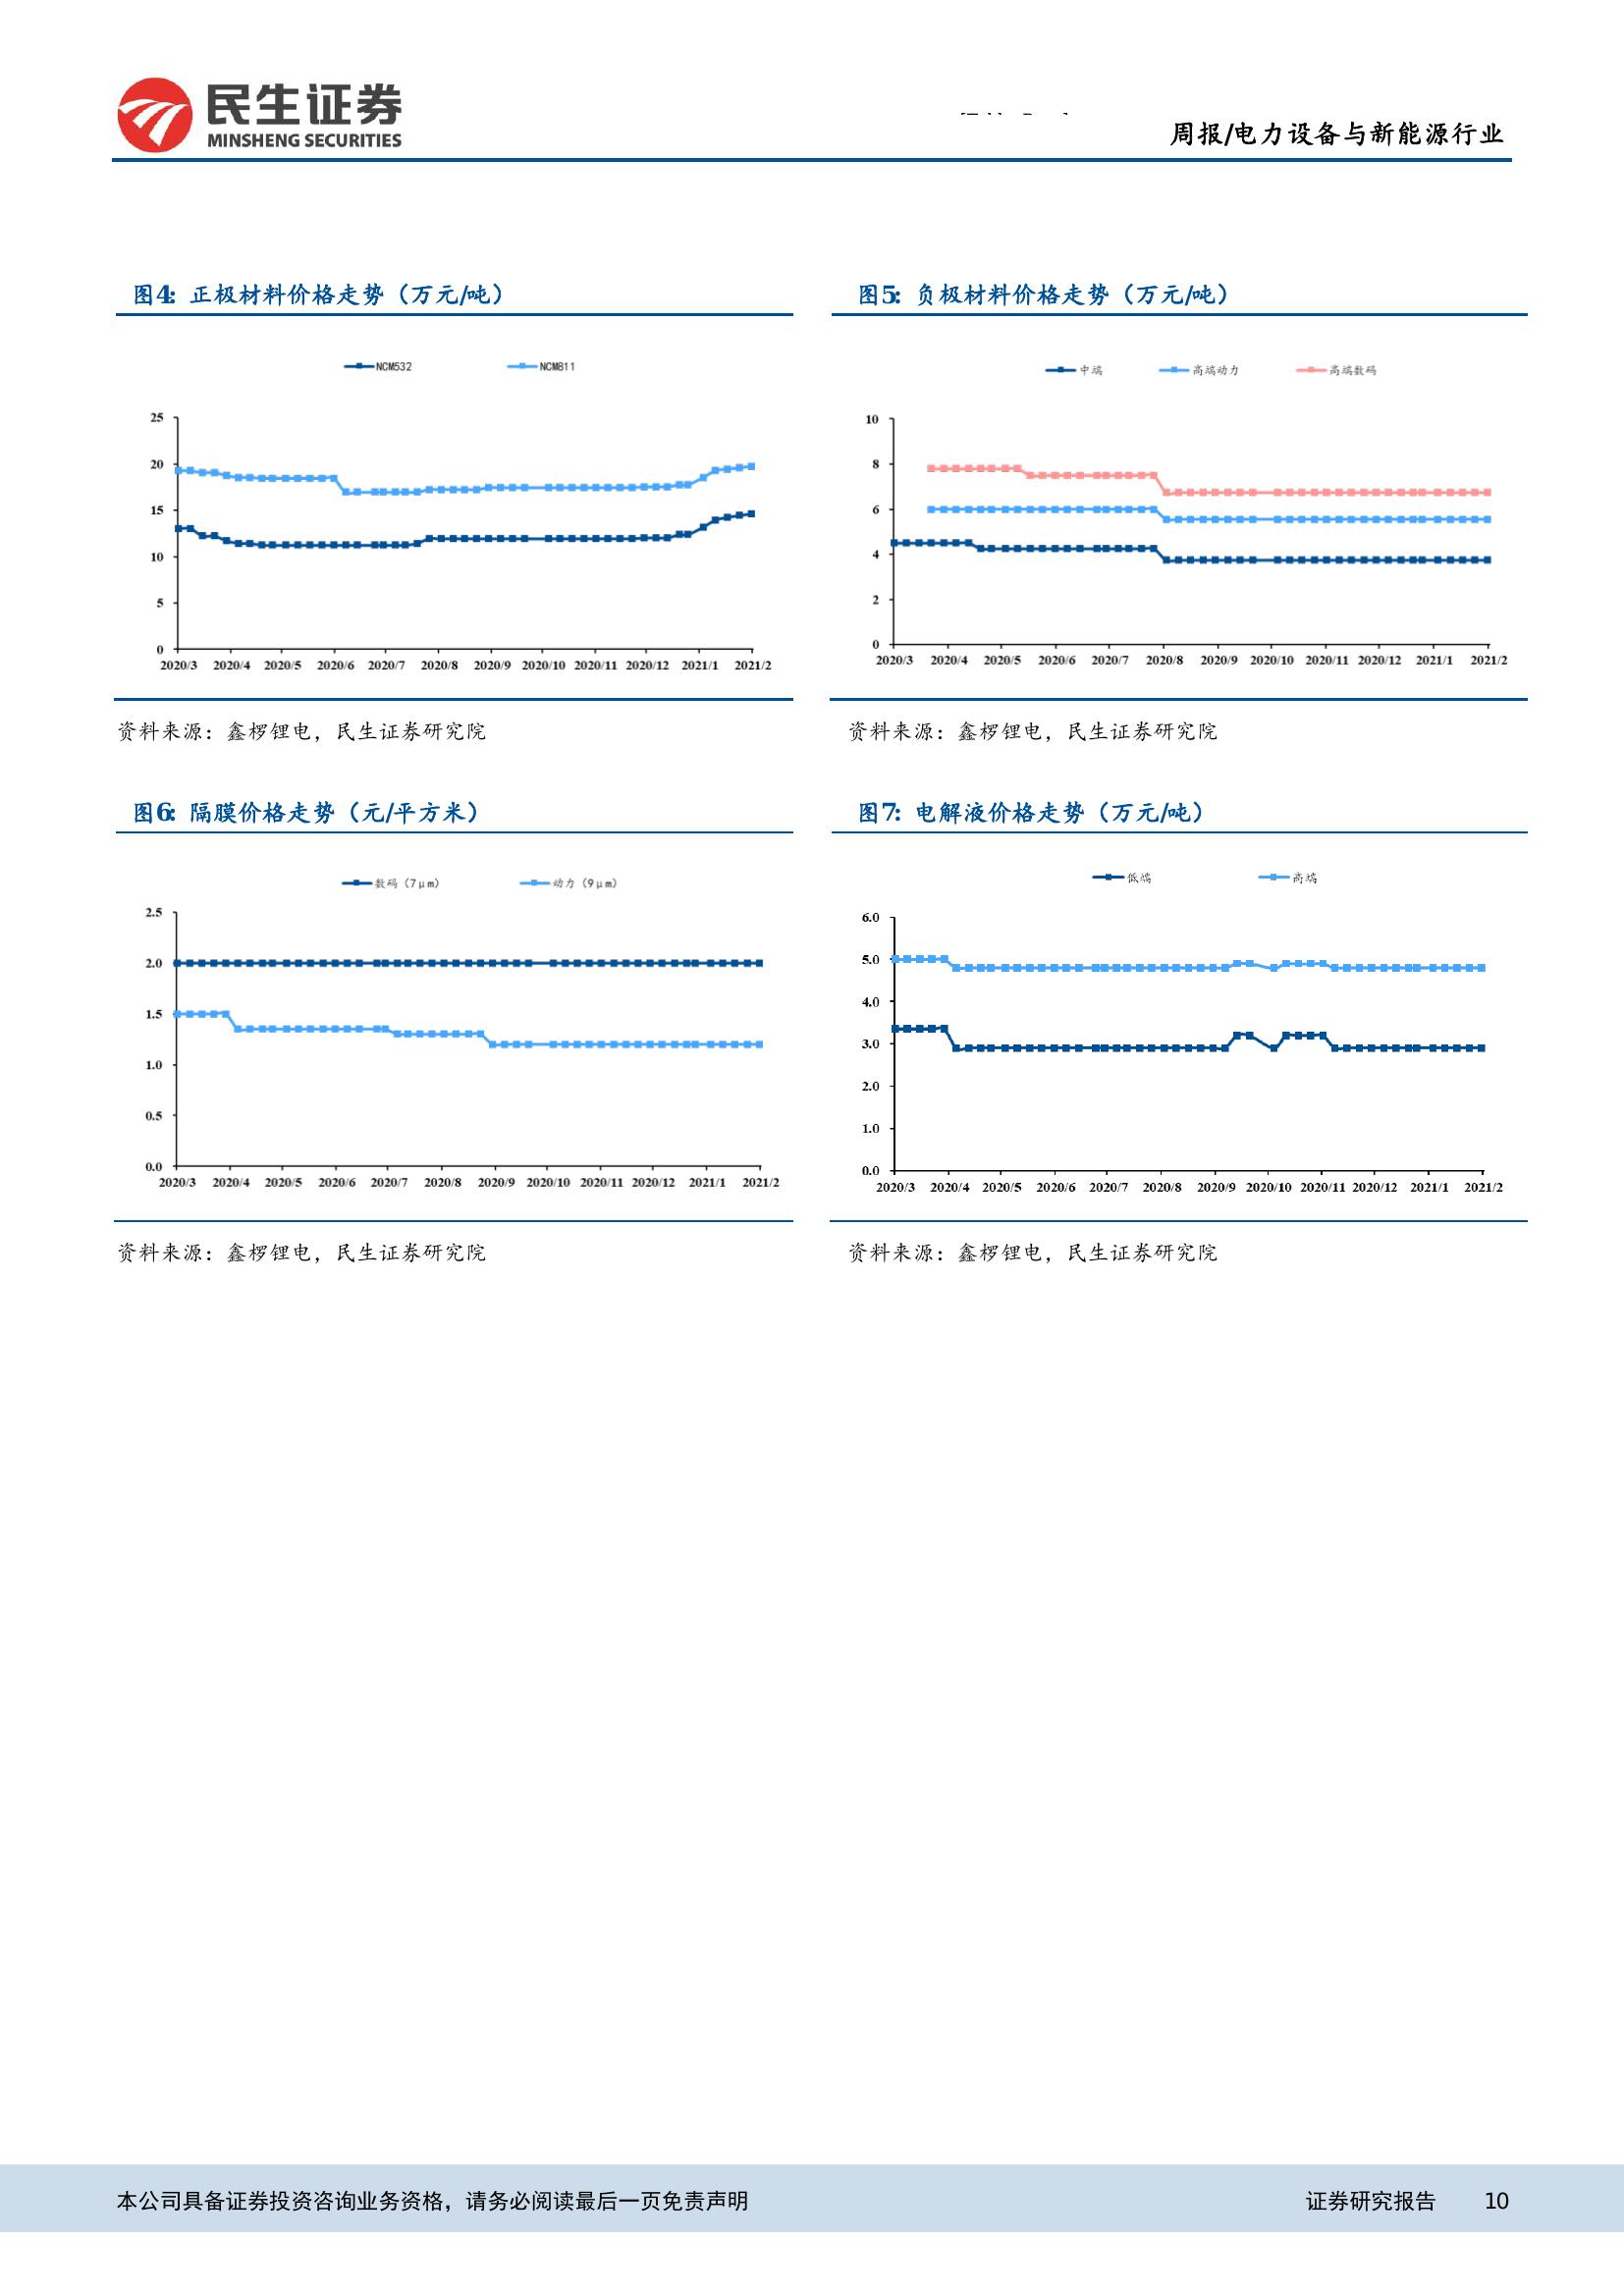 民生证券
MINSHENG SECURITIES
周报/电力设备与新能源行业
图4: 正极材料价格走势（万元/吨）
NCM532 NCM811
25
20
15
10
5
0
2020/3 2020/4 2020/5 2020/6 2020/7 2020/8 2020/9 2020/10 2020/11 2020/12 2021/1 2021/2
资料来源：鑫椤锂电，民生证券研究院
图5: 负极材料价格走势（万元/吨）
中端 高端动力 高端数码
10
8
6
4
2
0
2020/3 2020/4 2020/5 2020/6 2020/7 2020/8 2020/9 2020/10 2020/11 2020/12 2021/1 2021/2
资料来源：鑫椤锂电，民生证券研究院
图6: 隔膜价格走势（元/平方米）
数码（7μm） 动力（9μm）
2.5
2.0
1.5
1.0
0.5
0.0
2020/3 2020/4 2020/5 2020/6 2020/7 2020/8 2020/9 2020/10 2020/11 2020/12 2021/1 2021/2
资料来源：鑫椤锂电，民生证券研究院
图7: 电解液价格走势（万元/吨）
低端 高端
6.0
5.0
4.0
3.0
2.0
1.0
0.0
2020/3 2020/4 2020/5 2020/6 2020/7 2020/8 2020/9 2020/10 2020/11 2020/12 2021/1 2021/2
资料来源：鑫椤锂电，民生证券研究院
本公司具备证券投资咨询业务资格，请务必阅读最后一页免责声明 证券研究报告 10